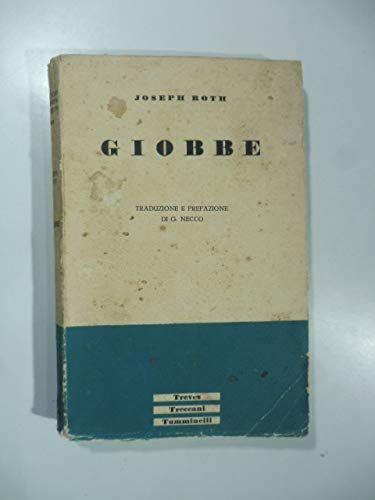 JOSEPH ROTH
GIOBBE
TRADUZIONE E PREFAZIONE
DI G. NECCO
Treves
Treccani
Tumminelli